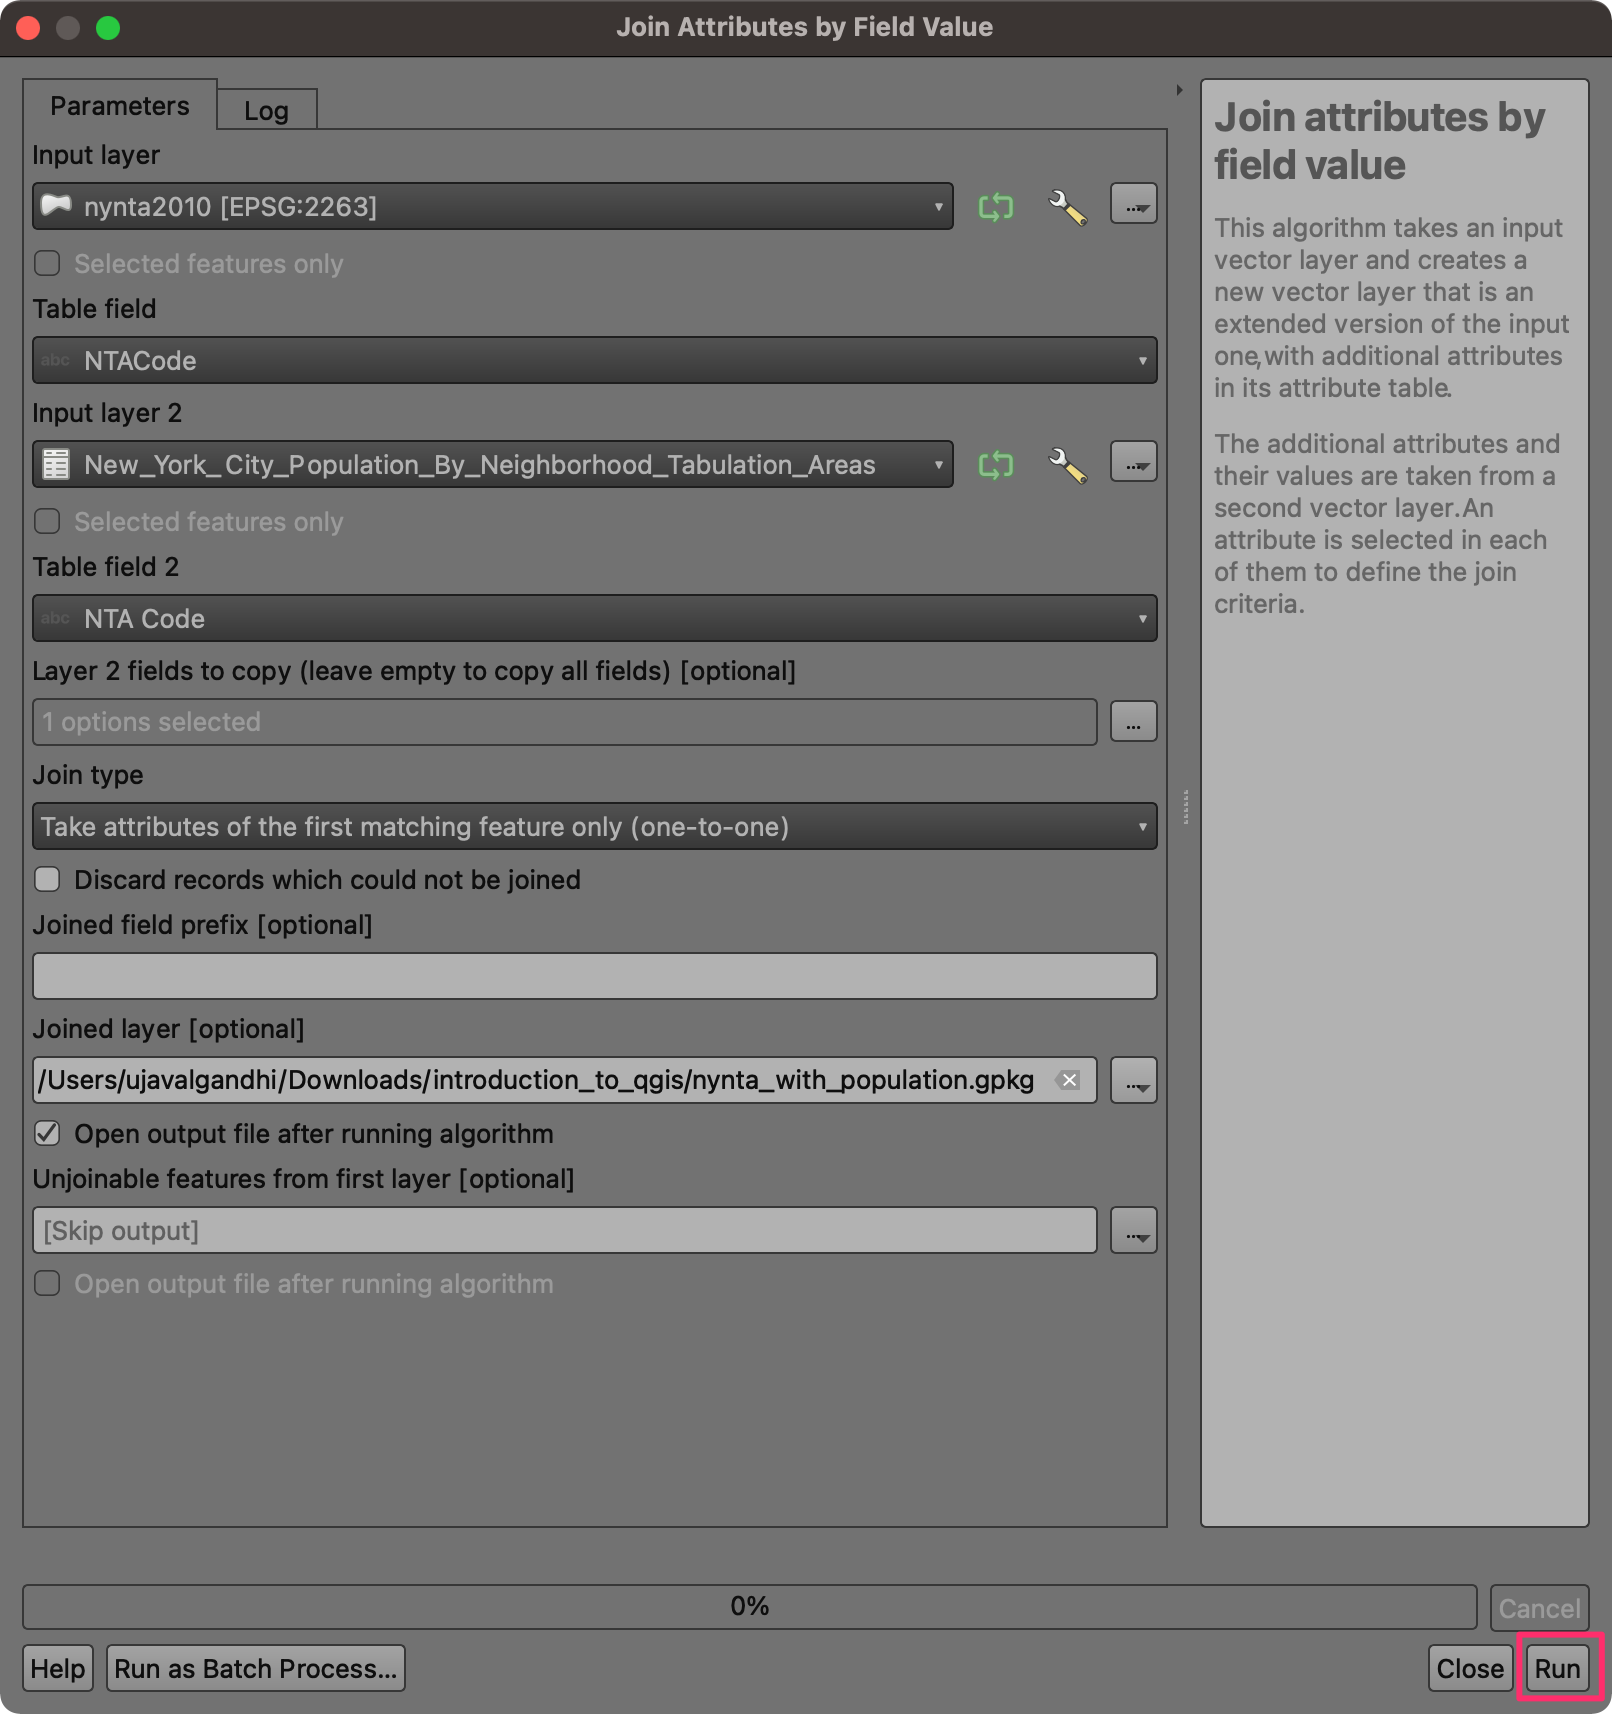 Join Attributes by Field Value
Parameters
Log
Input layer
nynta2010 [EPSG:2263]
...
Selected features only
Table field
abc NTACode
Input layer 2
New_York_City_Population_By_Neighborhood_Tabulation_Areas
...
Selected features only
Table field 2
abc NTA Code
Layer 2 fields to copy (leave empty to copy all fields) [optional]
1 options selected
...
Join type
Take attributes of the first matching feature only (one-to-one)
Discard records which could not be joined
Joined field prefix [optional]
Joined layer [optional]
/Users/ujavalgandhi/Downloads/introduction_to_qgis/nynta_with_population.gpkg
...
Open output file after running algorithm
Unjoinable features from first layer [optional]
[Skip output]
...
Open output file after running algorithm
Join attributes by
field value
This algorithm takes an input
vector layer and creates a
new vector layer that is an
extended version of the input
one,with additional attributes
in its attribute table.
The additional attributes and
their values are taken from a
second vector layer.An
attribute is selected in each
of them to define the join
criteria.
0%
Cancel
Help
Run as Batch Process...
Close
Run